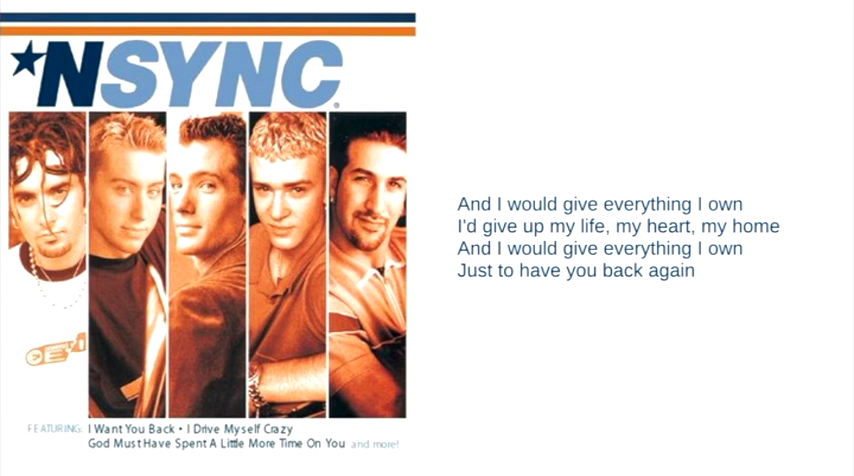 ★NSYNC®
FEATURING: I Want You Back • I Drive Myself Crazy
God Must Have Spent A Little More Time On You and more!
And I would give everything I own
I'd give up my life, my heart, my home
And I would give everything I own
Just to have you back again